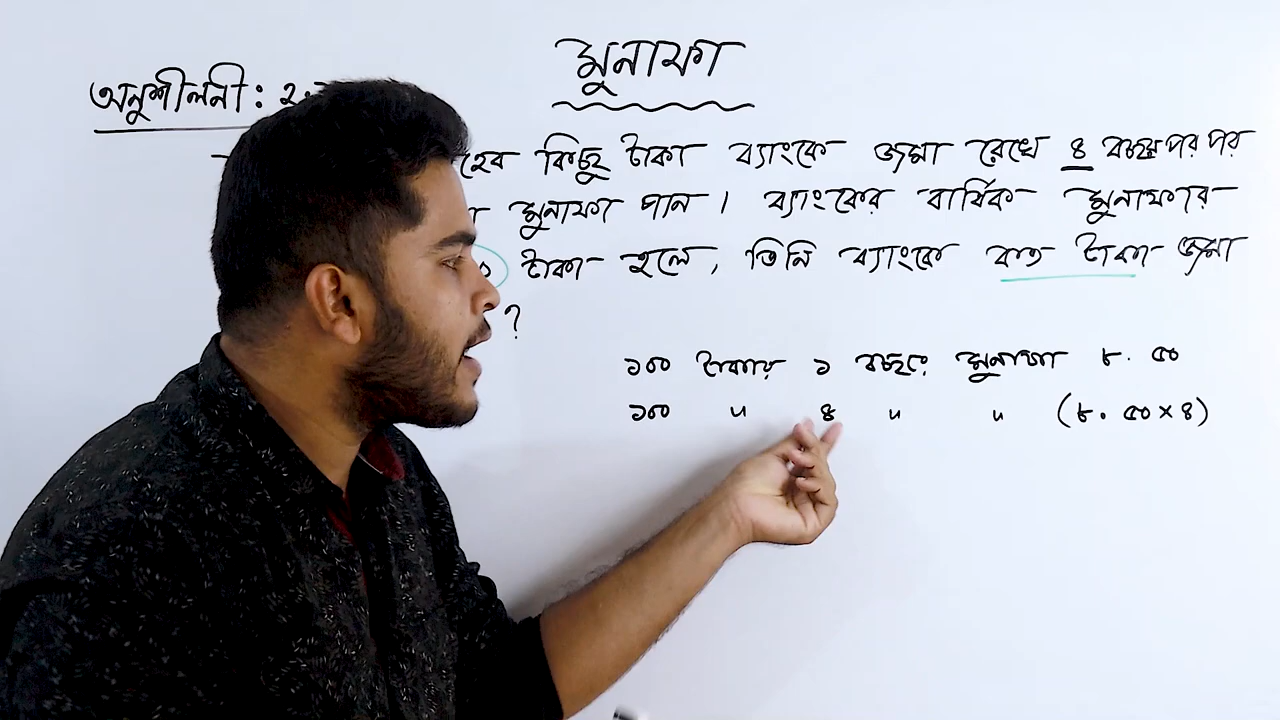 মুনাফা
অনুশীলনী: ২.
হেব কিছু টাকা ব্যাংকে জমা রেখে ৪ বছর পর পর
মুনাফা পান। ব্যাংকের বার্ষিক মুনাফার
০ টাকা হলে, তিনি ব্যাংকে কত টাকা জমা
?
১০০ টাকায় ১ বছরে মুনাফা ৮.৫০
১০০ " ৪ " " (৮.৫০×৪)